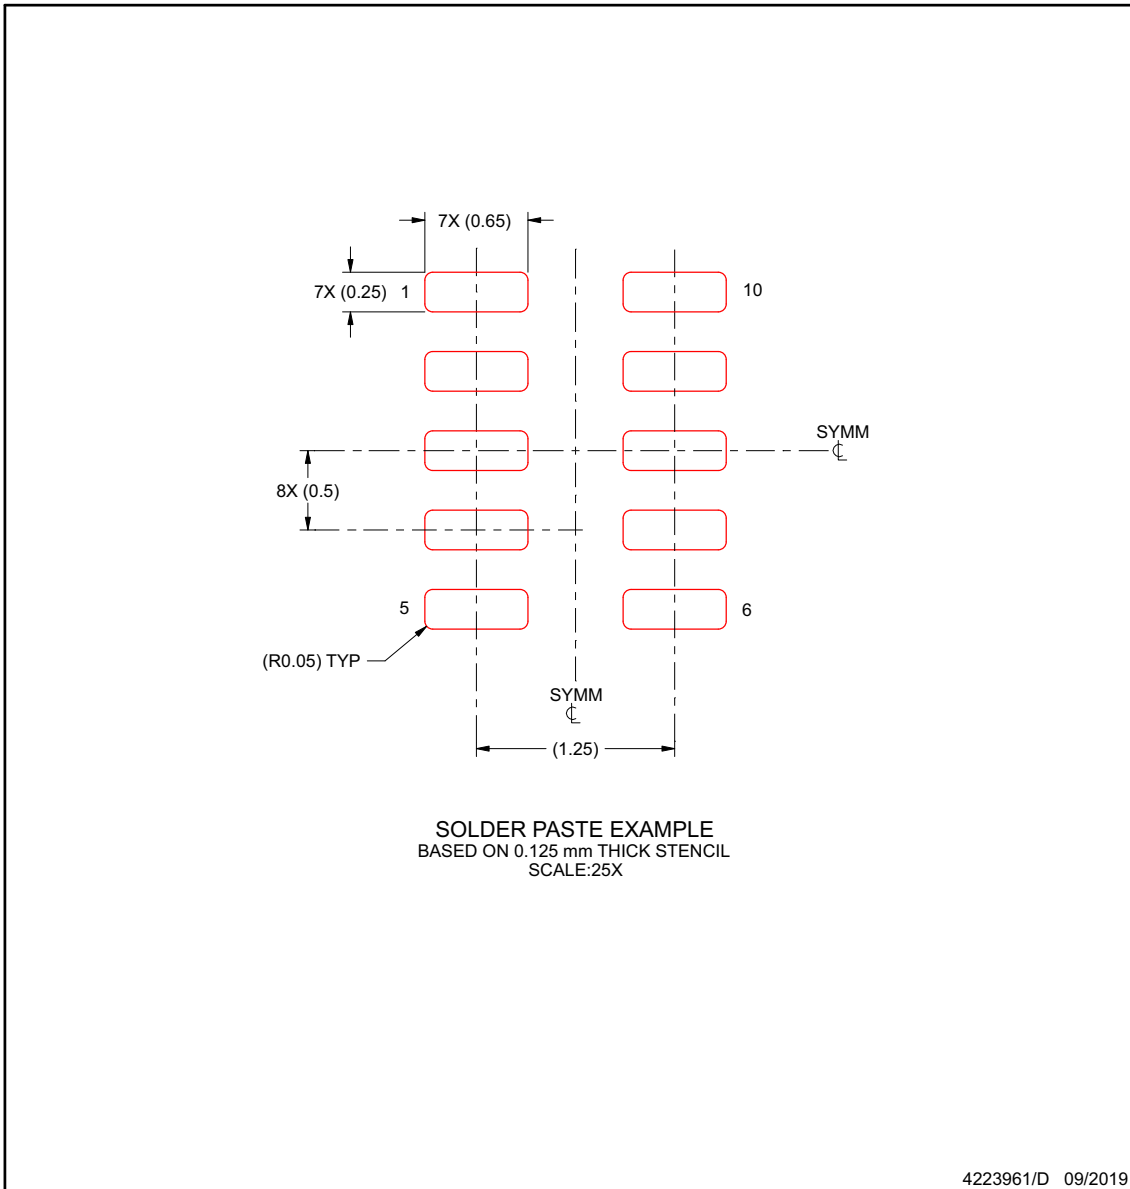 7X (0.65)
7X (0.25)
1
10
SYMM
℄
8X (0.5)
5
6
(R0.05) TYP
SYMM
℄
(1.25)
SOLDER PASTE EXAMPLE
BASED ON 0.125 mm THICK STENCIL
SCALE:25X
4223961/D 09/2019